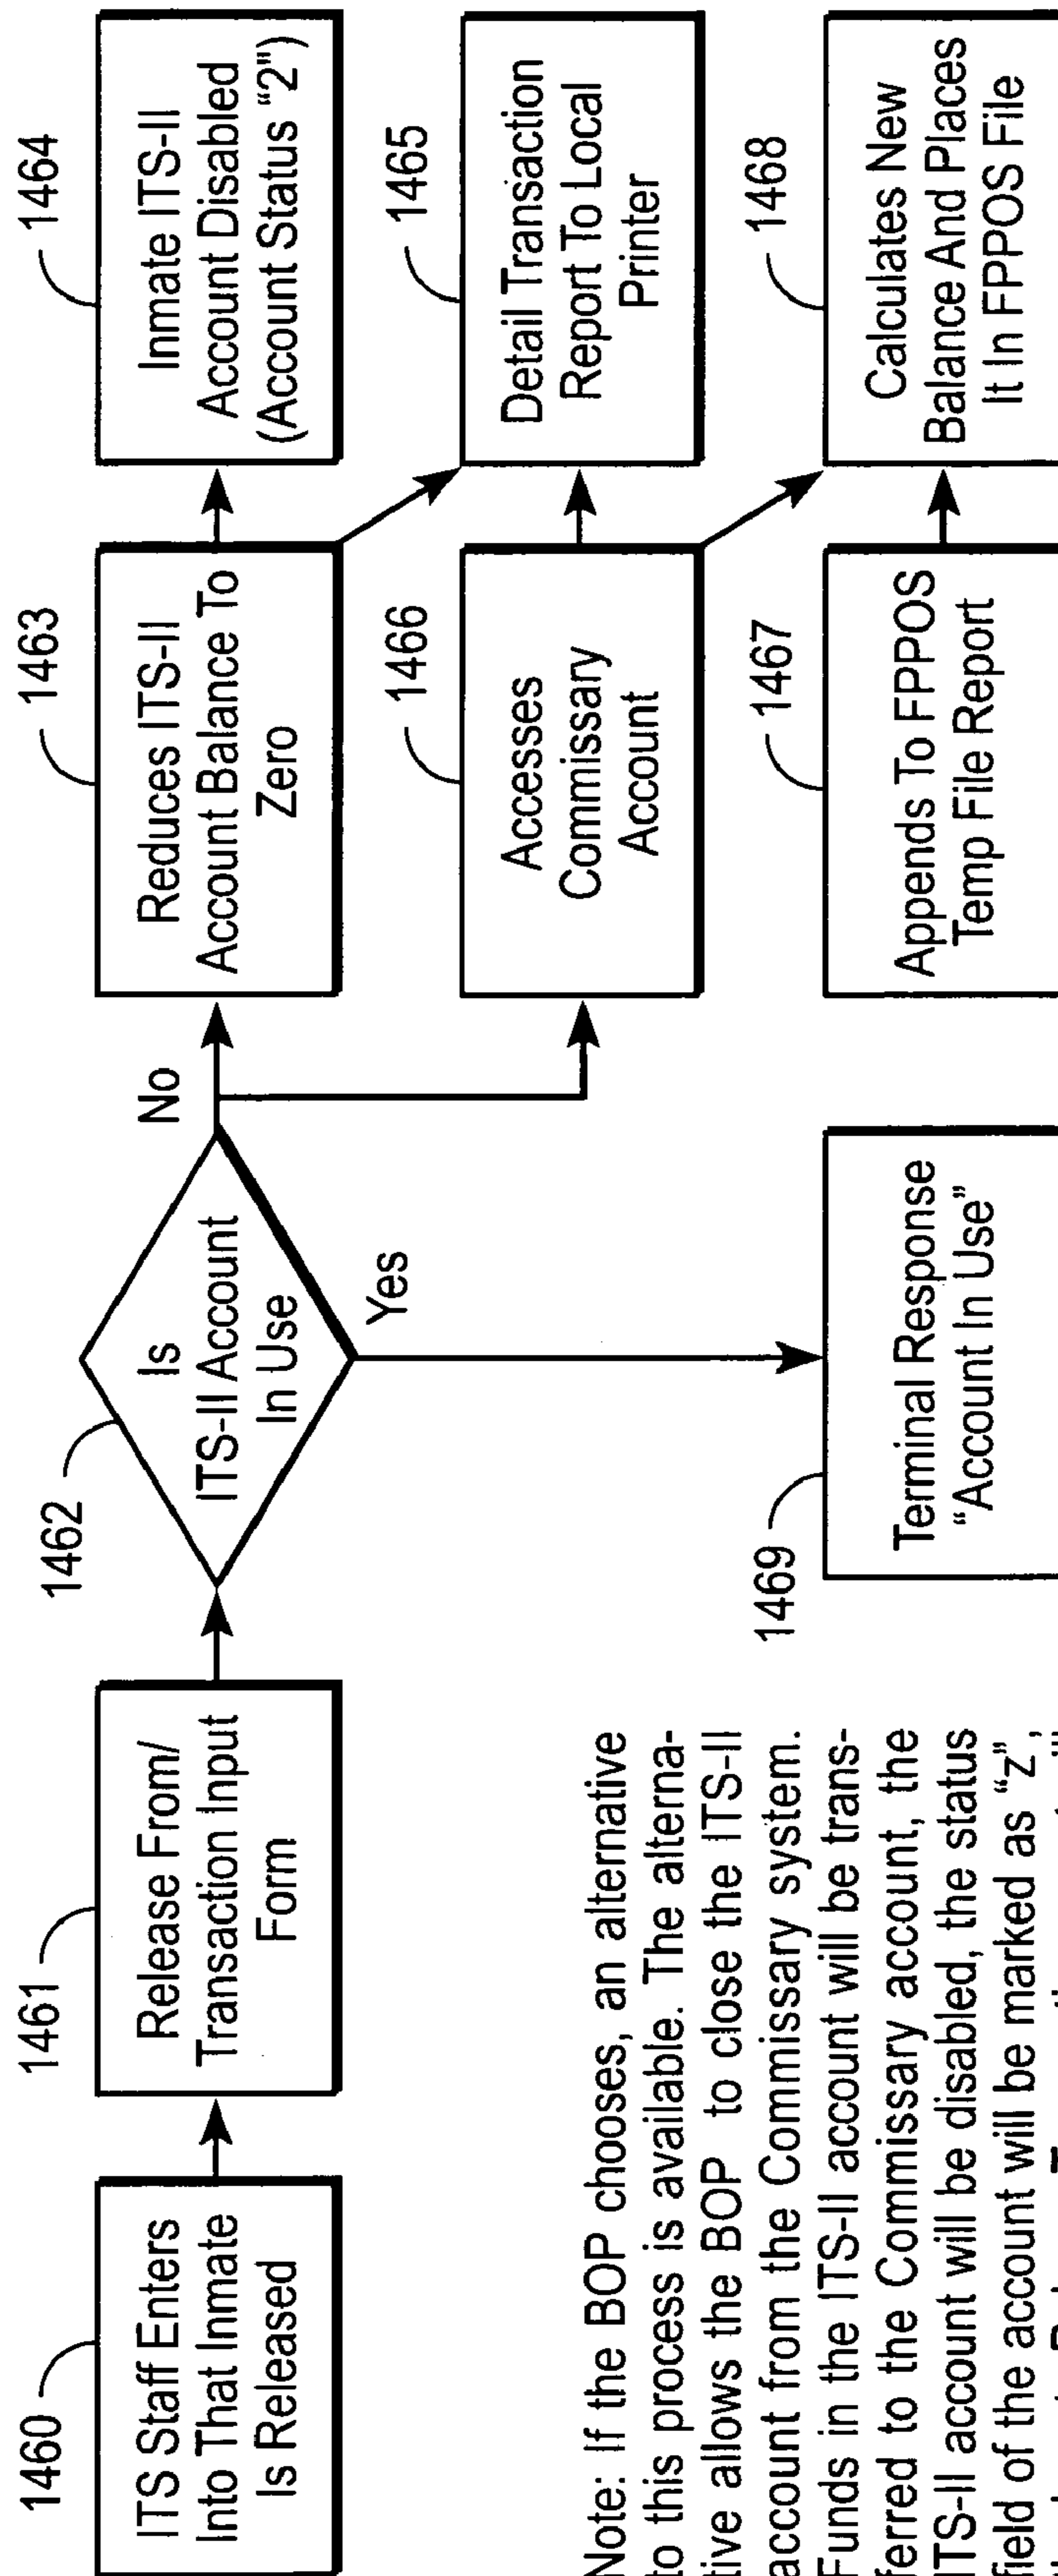 1460
ITS Staff Enters
Into That Inmate
Is Released
1461
Release From/
Transaction Input
Form
1462
Is
ITS-II Account
In Use
No
Yes
1463
Reduces ITS-II
Account Balance To
Zero
1464
Inmate ITS-II
Account Disabled
(Account Status "2")
1466
Accesses
Commissary
Account
1465
Detail Transaction
Report To Local
Printer
1467
Appends To FPPOS
Temp File Report
1468
Calculates New
Balance And Places
It In FPPOS File
1469
Terminal Response
“Account In Use”
Note: If the BOP chooses, an alternative
to this process is available. The alterna-
tive allows the BOP to close the ITS-II
account from the Commissary system.
Funds in the ITS-II account will be trans-
ferred to the Commissary account, the
ITS-II account will be disabled, the status
field of the account will be marked as “z”,